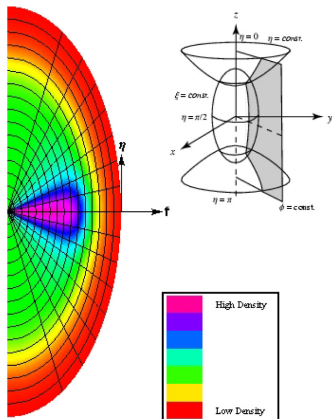 z
η=0
η=const.
ξ=const.
η=π/2
y
x
η=π
ϕ=const.
η
f
High Density
Low Density